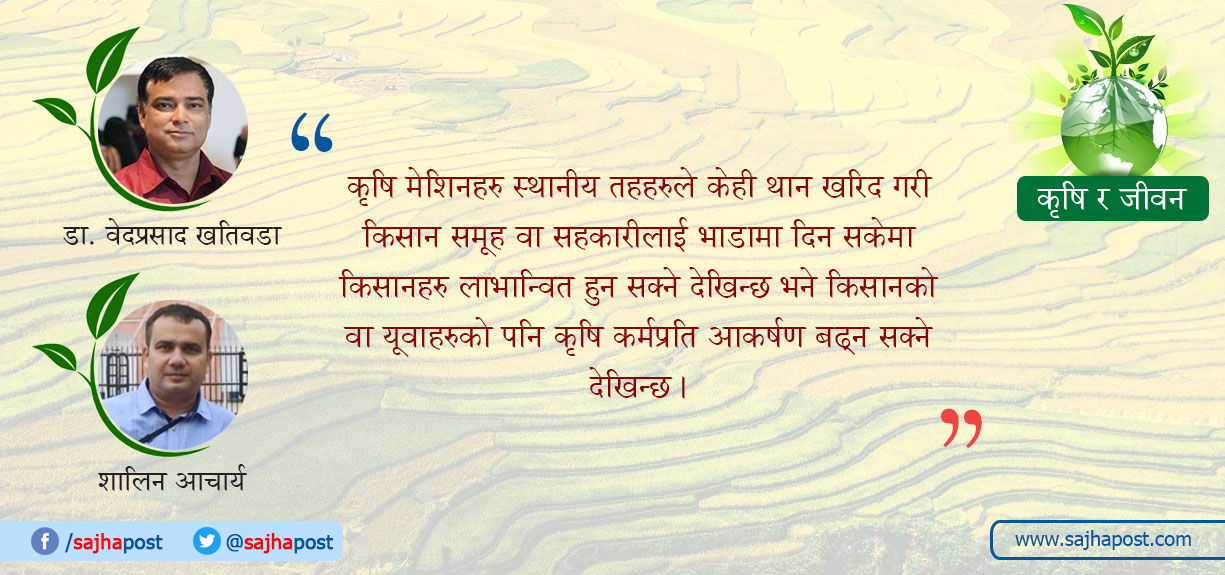 डा. वेदप्रसाद खतिवडा
शालिन आचार्य
“
कृषि मेशिनहरु स्थानीय तहहरुले केही थान खरिद गरी
किसान समूह वा सहकारीलाई भाडामा दिन सकेमा
किसानहरु लाभान्वित हुन सक्ने देखिन्छ भने किसानको
वा यूवाहरुको पनि कृषि कर्मप्रति आकर्षण बढ्न सक्ने
देखिन्छ।
”
कृषि र जीवन
/sajhapost @sajhapost
www.sajhapost.com